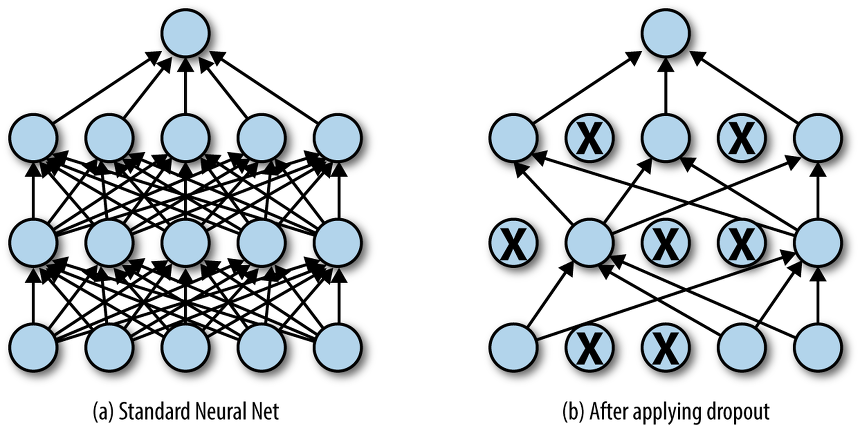 X X
X X X
X X
(a) Standard Neural Net (b) After applying dropout